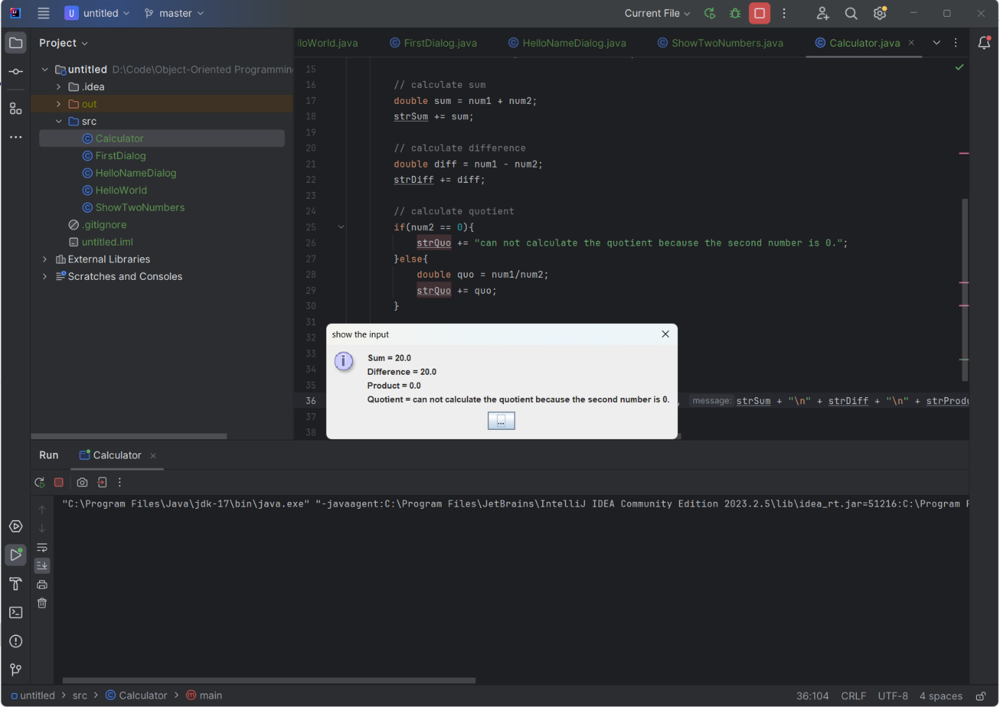 U untitled master Current File
Project
lloWorld.java FirstDialog.java HelloNameDialog.java ShowTwoNumbers.java Calculator.java
untitled D:\Code\Object-Oriented Programmin
.idea
out
src
Calculator
FirstDialog
HelloNameDialog
HelloWorld
ShowTwoNumbers
.gitignore
untitled.iml
External Libraries
Scratches and Consoles
15
16 // calculate sum
17 double sum = num1 + num2;
18 strSum += sum;
19
20 // calculate difference
21 double diff = num1 - num2;
22 strDiff += diff;
23
24 // calculate quotient
25 if(num2 == 0){
26 strQuo += "can not calculate the quotient because the second number is 0.";
27 }else{
28 double quo = num1/num2;
29 strQuo += quo;
30 }
31
32
33
34
35
36 , message: strSum + "\n" + strDiff + "\n" + strProdu
37
38
show the input
Sum = 20.0
Difference = 20.0
Product = 0.0
Quotient = can not calculate the quotient because the second number is 0.
...
Run Calculator
"C:\Program Files\Java\jdk-17\bin\java.exe" "-javaagent:C:\Program Files\JetBrains\IntelliJ IDEA Community Edition 2023.2.5\lib\idea_rt.jar=51216:C:\Program F
untitled > src > Calculator > main 36:104 CRLF UTF-8 4 spaces